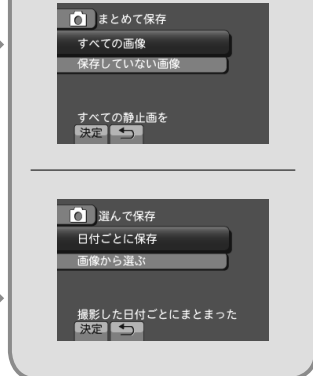 まとめて保存
すべての画像
保存していない画像
すべての静止画を
決定
選んで保存
日付ごとに保存
画像から選ぶ
撮影した日付ごとにまとまった
決定